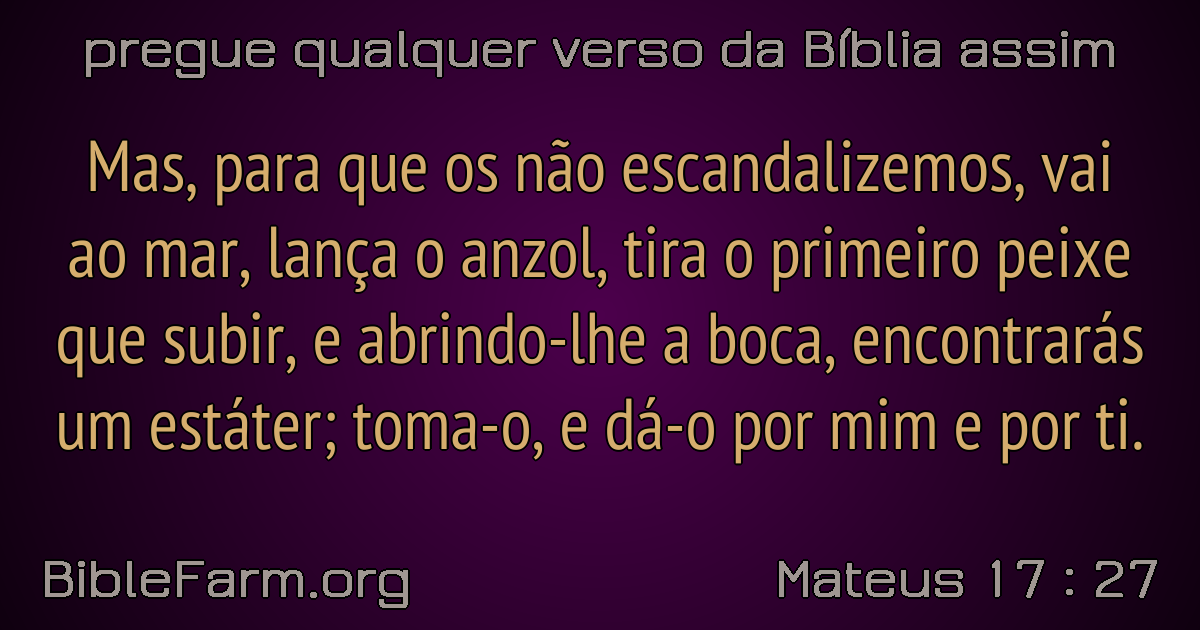 pregue qualquer verso da Bíblia assim
Mas, para que os não escandalizemos, vai
ao mar, lança o anzol, tira o primeiro peixe
que subir, e abrindo-lhe a boca, encontrarás
um estáter; toma-o, e dá-o por mim e por ti.
BibleFarm.org
Mateus 17 : 27